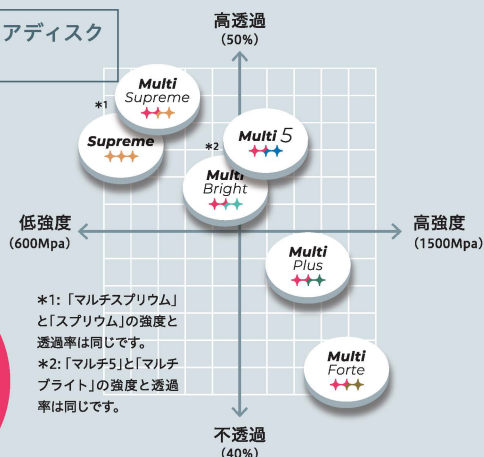 アディスク
高透過
(50%)
Multi
Supreme
*1
Supreme
Multi 5
*2
Multi
Bright
低強度
(600Mpa)
高強度
(1500Mpa)
Multi
Plus
*1:「マルチスプリウム」
と「スプリウム」の強度と
透過率は同じです。
*2:「マルチ5」と「マルチ
ブライト」の強度と透過
率は同じです。
Multi
Forte
不透過
(40%)